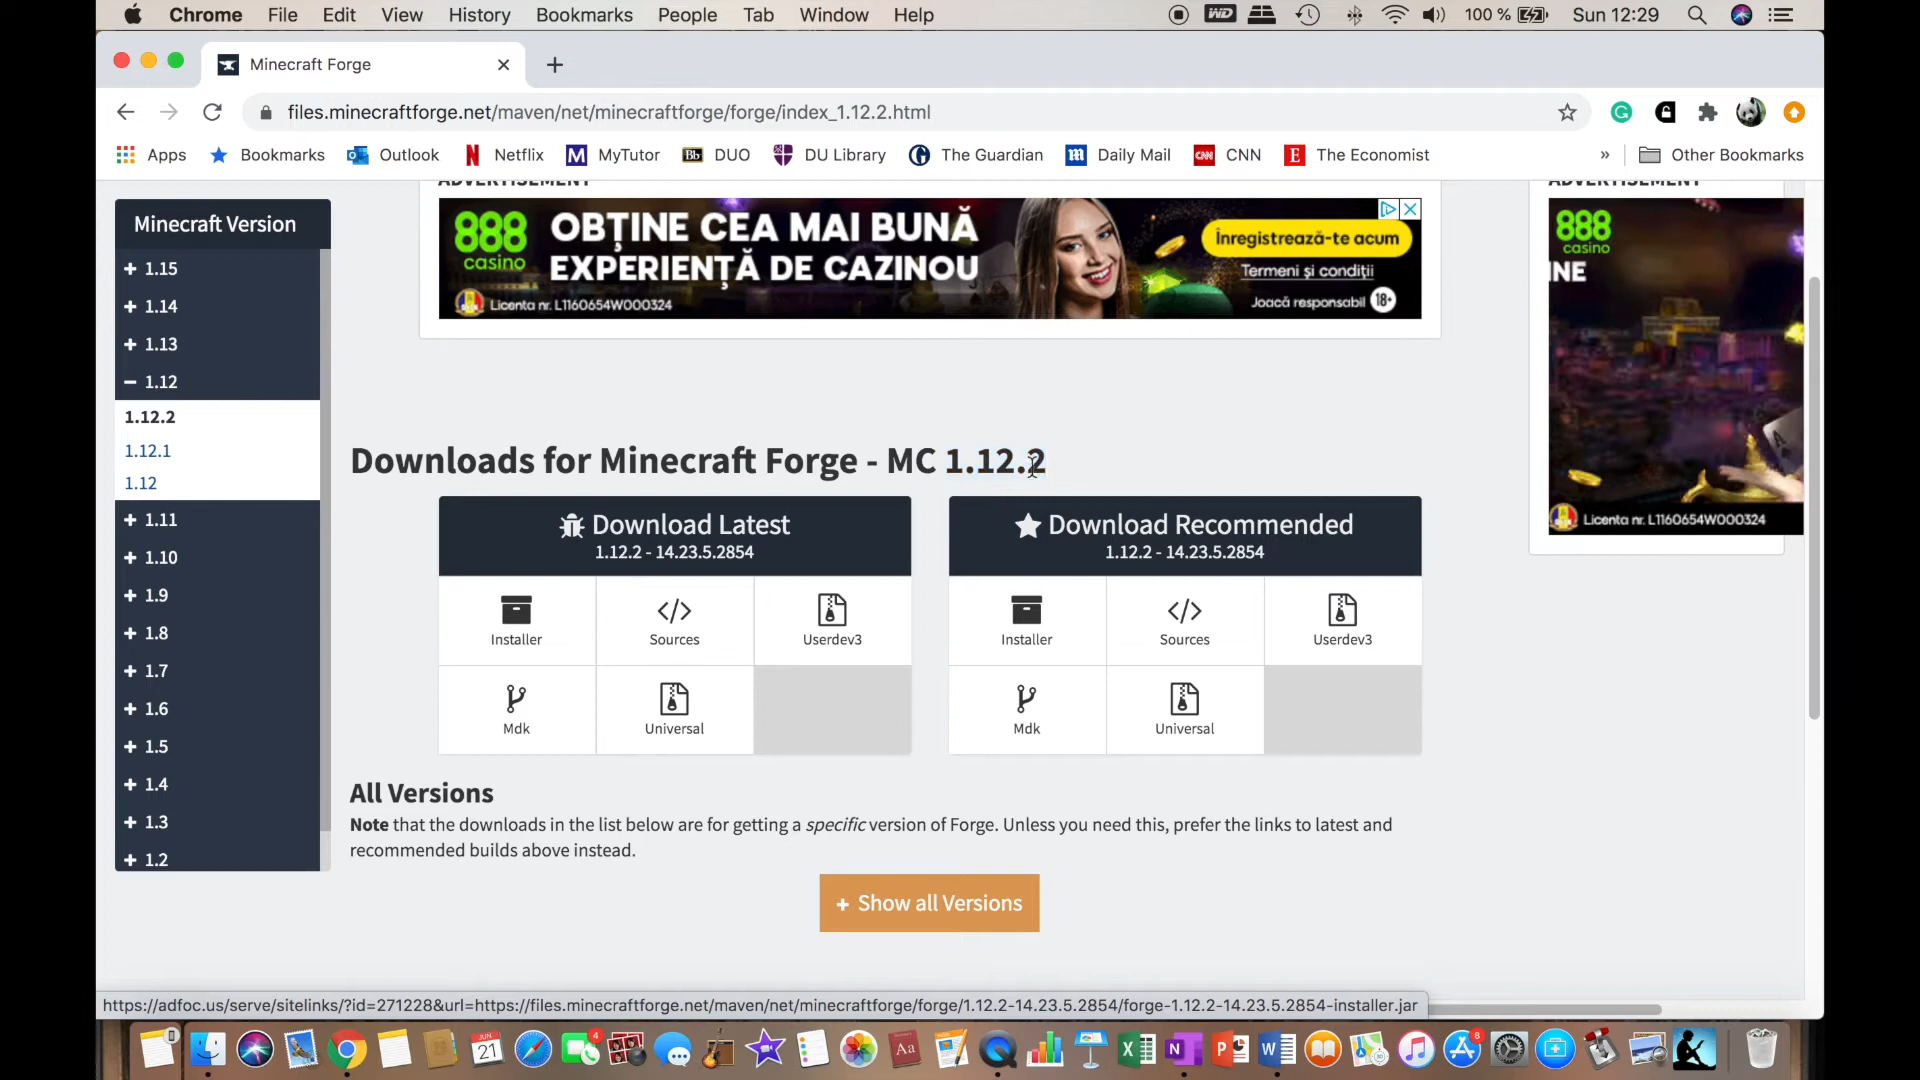 Chrome File Edit View History Bookmarks People Tab Window Help
WD 100 % Sun 12:29
Minecraft Forge
files.minecraftforge.net/maven/net/minecraftforge/forge/index_1.12.2.html
Apps Bookmarks Outlook Netflix MyTutor Bb DUO DU Library The Guardian Daily Mail CNN The Economist » Other Bookmarks
ADVERTISEMENT
ADVERTISEMENT
Minecraft Version
+ 1.15
+ 1.14
+ 1.13
– 1.12
1.12.2
1.12.1
1.12
+ 1.11
+ 1.10
+ 1.9
+ 1.8
+ 1.7
+ 1.6
+ 1.5
+ 1.4
+ 1.3
+ 1.2
888 casino
OBȚINE CEA MAI BUNĂ
EXPERIENȚĂ DE CAZINOU
Licenta nr. L1160654W000324
Înregistrează-te acum
Termeni și condiții
Joacă responsabil 18+
888
casino
INE
Licenta nr. L1160654W000324
Downloads for Minecraft Forge - MC 1.12.2
Download Latest
1.12.2 - 14.23.5.2854
Installer Sources Userdev3
Mdk Universal
Download Recommended
1.12.2 - 14.23.5.2854
Installer Sources Userdev3
Mdk Universal
All Versions
Note that the downloads in the list below are for getting a specific version of Forge. Unless you need this, prefer the links to latest and
recommended builds above instead.
+ Show all Versions
https://adfoc.us/serve/sitelinks/?id=271228&url=https://files.minecraftforge.net/maven/net/minecraftforge/forge/1.12.2-14.23.5.2854/forge-1.12.2-14.23.5.2854-installer.jar
JUN
21
4
Aa
8